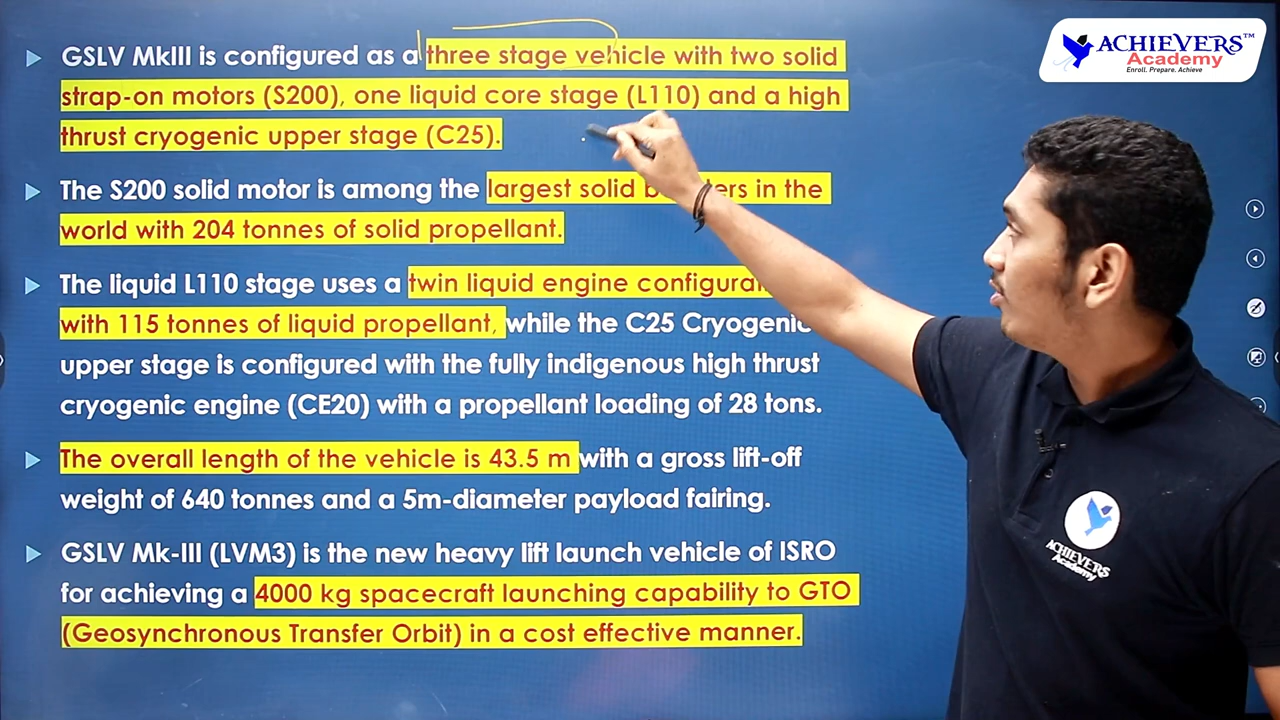 GSLV MkIII is configured as a three stage vehicle with two solid
strap-on motors (S200), one liquid core stage (L110) and a high
thrust cryogenic upper stage (C25).
The S200 solid motor is among the largest solid in the
world with 204 tonnes of solid propellant.
The liquid L110 stage uses a twin liquid engine
with 115 tonnes of liquid propellant, while the C25 Cryogenic
upper stage is configured with the fully indigenous high thrust
cryogenic engine (CE20) with a propellant loading of 28 tons.
The overall length of the vehicle is 43.5 m with a gross lift-off
weight of 640 tonnes and a 5m-diameter payload fairing.
GSLV Mk-III (LVM3) is the new heavy lift launch vehicle of ISRO
for achieving a 4000 kg spacecraft launching capability to GTO
(Geosynchronous Transfer Orbit) in a cost effective manner.
ACHIEVERS™
Academy
Enroll. Prepare. Achieve
ACHIEVERS
Academy